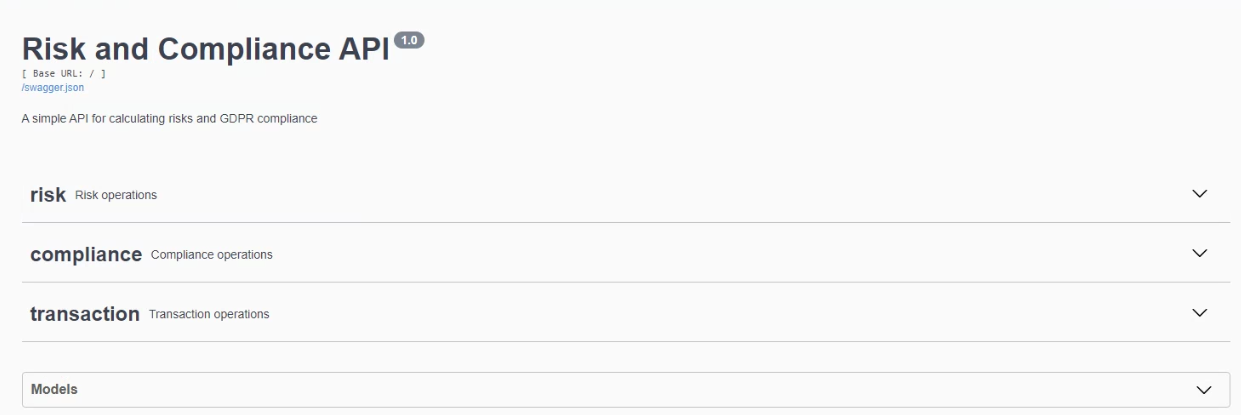 Risk and Compliance API 1.0
[ Base URL: / ]
/swagger.json
A simple API for calculating risks and GDPR compliance
risk Risk operations
compliance Compliance operations
transaction Transaction operations
Models